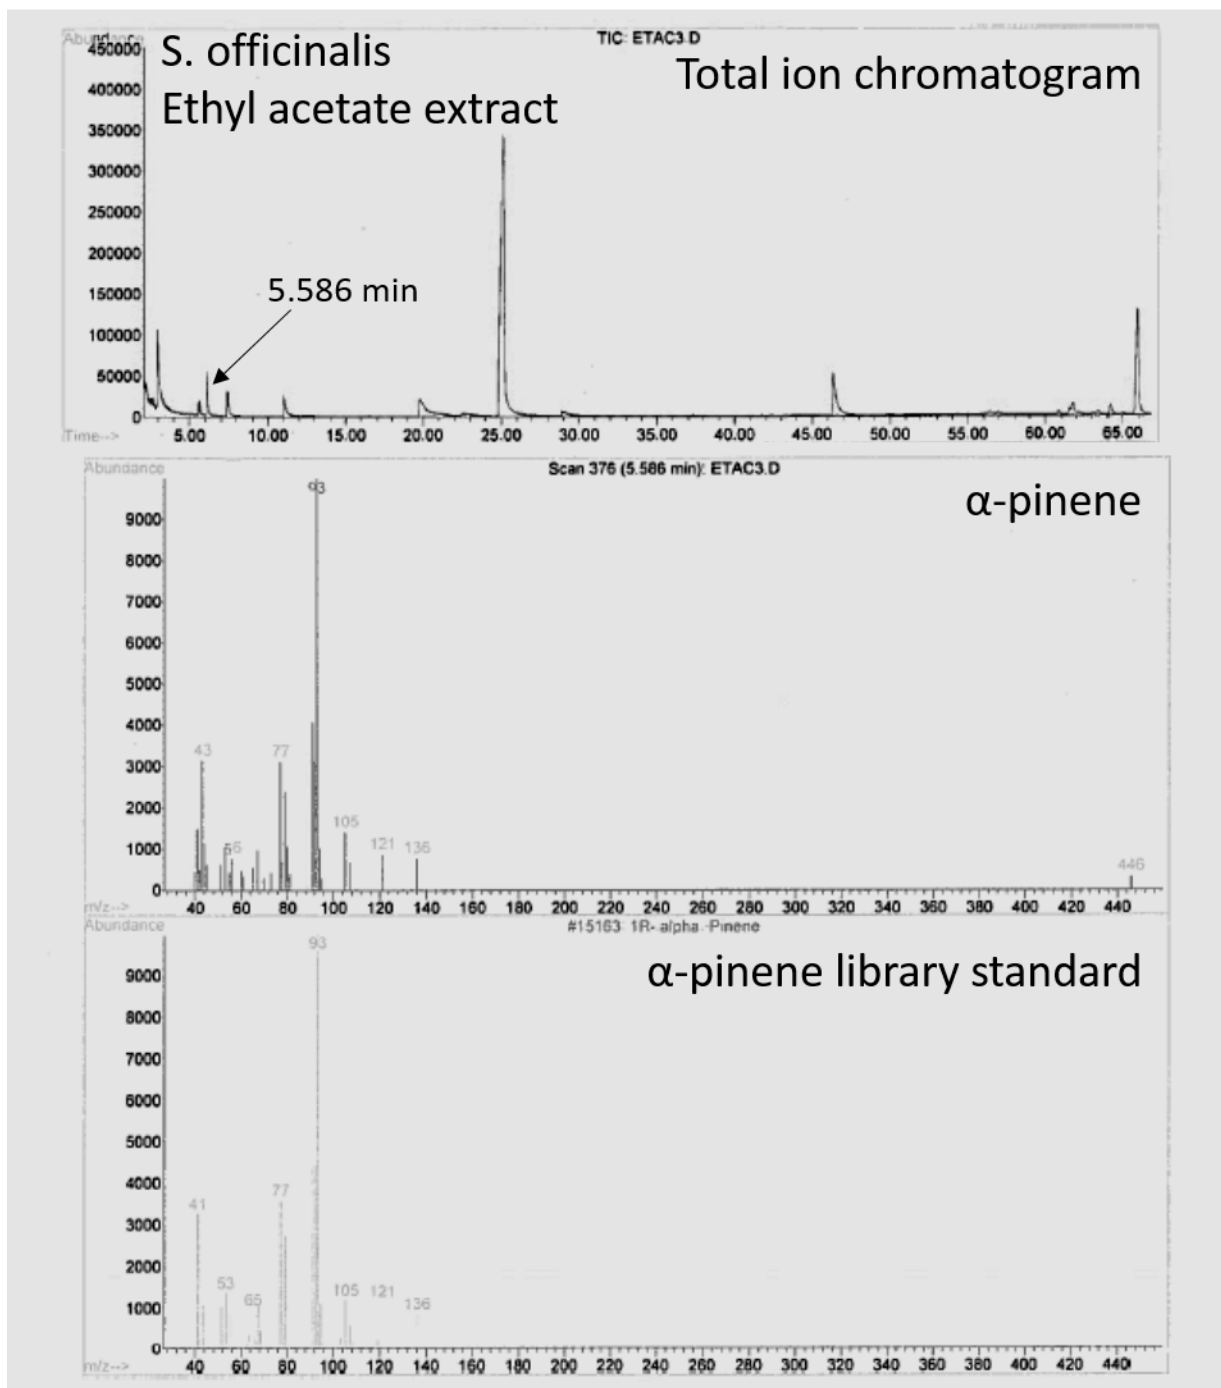 Abundance
TIC: ETAC3.D
S. officinalis
Ethyl acetate extract
Total ion chromatogram
450000
400000
350000
300000
250000
200000
150000
100000
50000
0
5.586 min
Time--> 5.00 10.00 15.00 20.00 25.00 30.00 35.00 40.00 45.00 50.00 55.00 60.00 65.00
Abundance
Scan 376 (5.586 min): ETAC3.D
α-pinene
93
9000
8000
7000
6000
5000
4000
3000
2000
1000
0
43 77
105
56 121 136 446
m/z--> 40 60 80 100 120 140 160 180 200 220 240 260 280 300 320 340 360 380 400 420 440
Abundance
#15163: 1R-.alpha.-Pinene
α-pinene library standard
93
9000
8000
7000
6000
5000
4000
3000
2000
1000
0
41 77
53 65 105 121 136
m/z--> 40 60 80 100 120 140 160 180 200 220 240 260 280 300 320 340 360 380 400 420 440